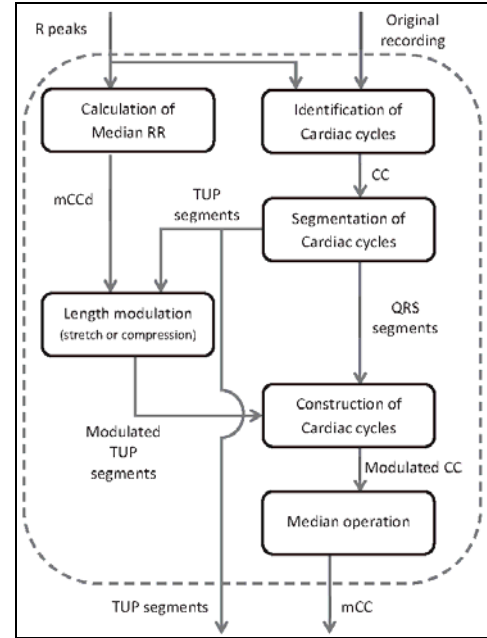 R peaks
Original
recording
Calculation of
Median RR
Identification of
Cardiac cycles
CC
mCCd
TUP
segments
Segmentation of
Cardiac cycles
Length modulation
(stretch or compression)
QRS
segments
Modulated
TUP
segments
Construction of
Cardiac cycles
Modulated CC
Median operation
TUP segments
mCC